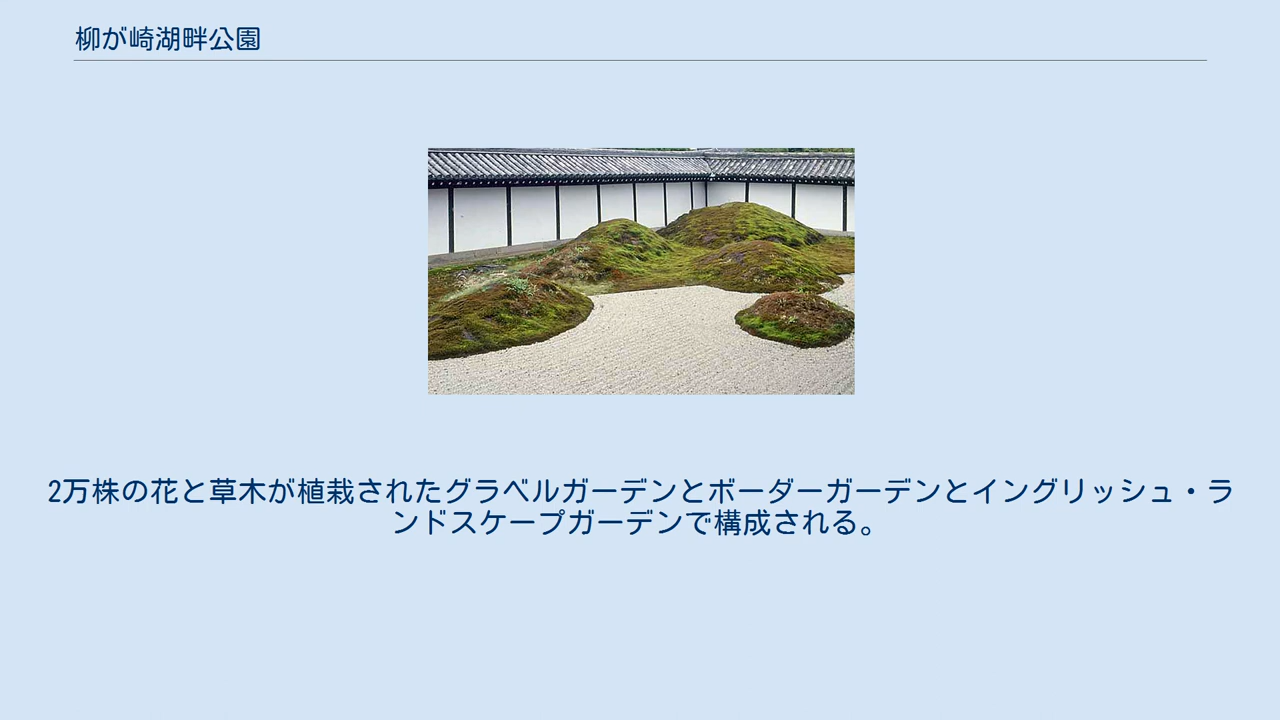 柳が崎湖畔公園
2万株の花と草木が植栽されたグラベルガーデンとボーダーガーデンとイングリッシュ・ラ
ンドスケープガーデンで構成される。